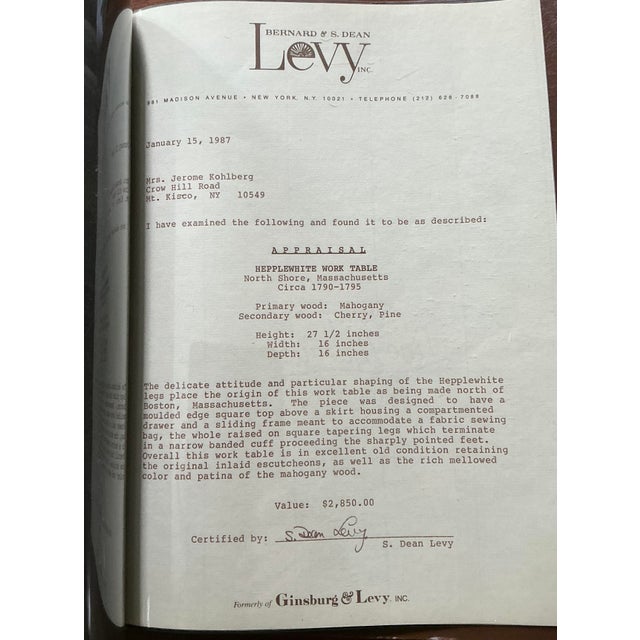 BERNARD & S. DEAN
Levy INC.
981 MADISON AVENUE • NEW YORK, N.Y. 10021 • TELEPHONE (212) 628-7088
January 15, 1987
Mrs. Jerome Kohlberg
Crow Hill Road
Mt. Kisco, NY 10549
I have examined the following and found it to be as described:
APPRAISAL
HEPPLEWHITE WORK TABLE
North Shore, Massachusetts
Circa 1790-1795
Primary wood: Mahogany
Secondary wood: Cherry, Pine
Height: 27 1/2 inches
Width: 16 inches
Depth: 16 inches
The delicate attitude and particular shaping of the Hepplewhite
legs place the origin of this work table as being made north of
Boston, Massachusetts. The piece was designed to have a
moulded edge square top above a skirt housing a compartmented
drawer and a sliding frame meant to accommodate a fabric sewing
bag, the whole raised on square tapering legs which terminate
in a narrow banded cuff proceeding the sharply pointed feet.
Overall this work table is in excellent old condition retaining
the original inlaid escutcheons, as well as the rich mellowed
color and patina of the mahogany wood.
Value: $2,850.00
Certified by: S. Dean Levy
S. Dean Levy
Formerly of Ginsburg & Levy, INC.